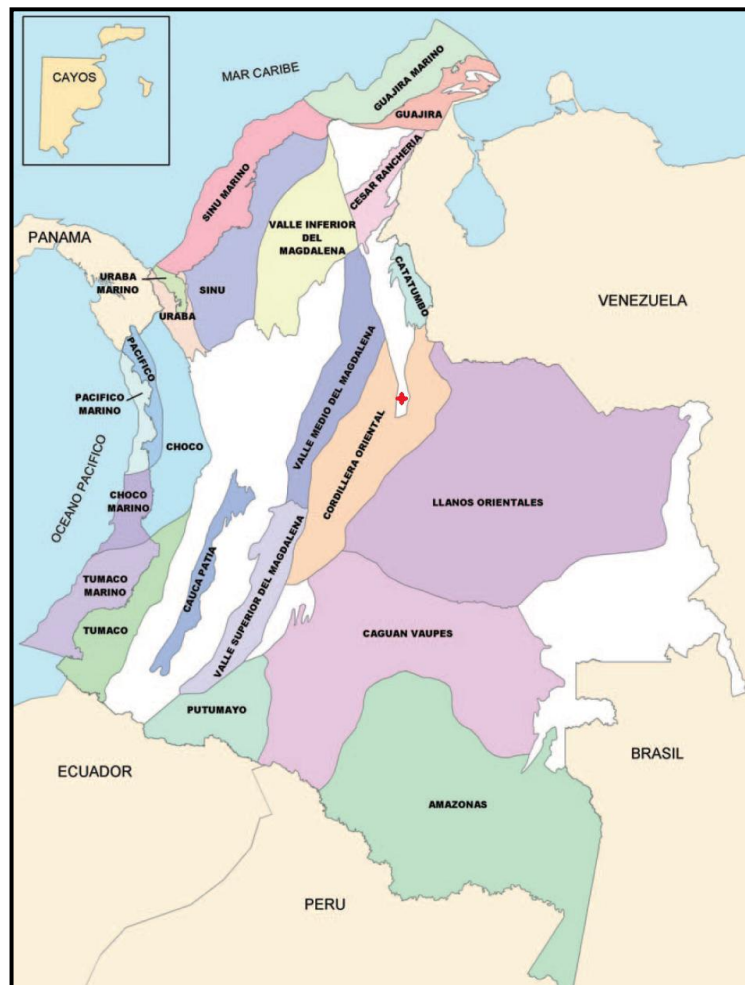 CAYOS
MAR CARIBE
GUAJIRA MARINO
GUAJIRA
CESAR RANCHERIA
SINU MARINO
VALLE INFERIOR
DEL
MAGDALENA
PANAMA
URABA
MARINO
URABA
SINU
CATATUMBO
VENEZUELA
PACIFICO
PACIFICO
MARINO
OCEANO PACIFICO
CHOCO
VALLE MEDIO DEL MAGDALENA
CORDILLERA ORIENTAL
LLANOS ORIENTALES
CHOCO
MARINO
TUMACO
MARINO
TUMACO
CAUCA PATIA
VALLE SUPERIOR DEL MAGDALENA
CAGUAN VAUPES
PUTUMAYO
ECUADOR
BRASIL
AMAZONAS
PERU